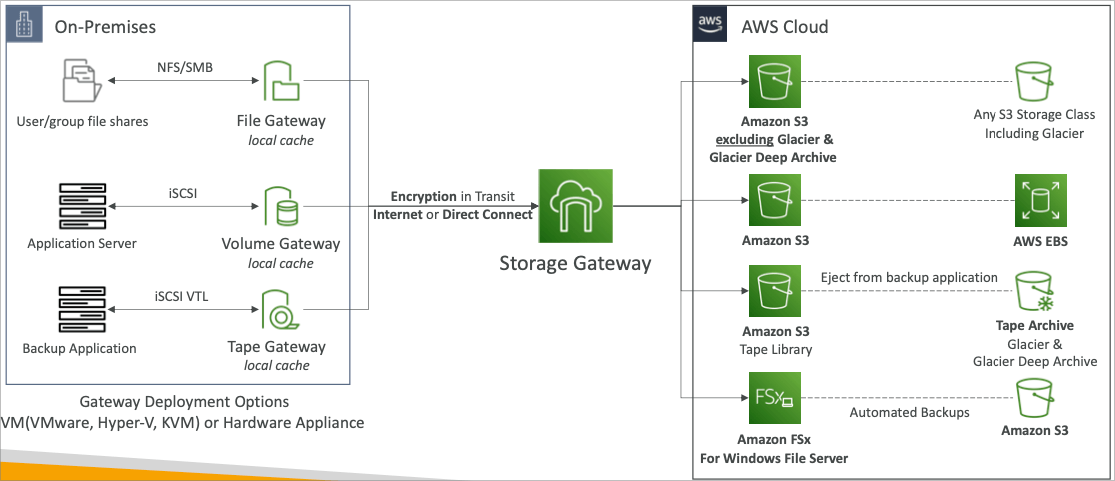 On-Premises
NFS/SMB
User/group file shares
File Gateway
local cache
iSCSI
Application Server
Volume Gateway
local cache
iSCSI VTL
Backup Application
Tape Gateway
local cache
Gateway Deployment Options
VM(VMware, Hyper-V, KVM) or Hardware Appliance
Encryption in Transit
Internet or Direct Connect
Storage Gateway
aws
AWS Cloud
Amazon S3
excluding Glacier &
Glacier Deep Archive
Any S3 Storage Class
Including Glacier
Amazon S3
AWS EBS
Eject from backup application
Amazon S3
Tape Library
Tape Archive
Glacier &
Glacier Deep Archive
FSx
Automated Backups
Amazon FSx
For Windows File Server
Amazon S3